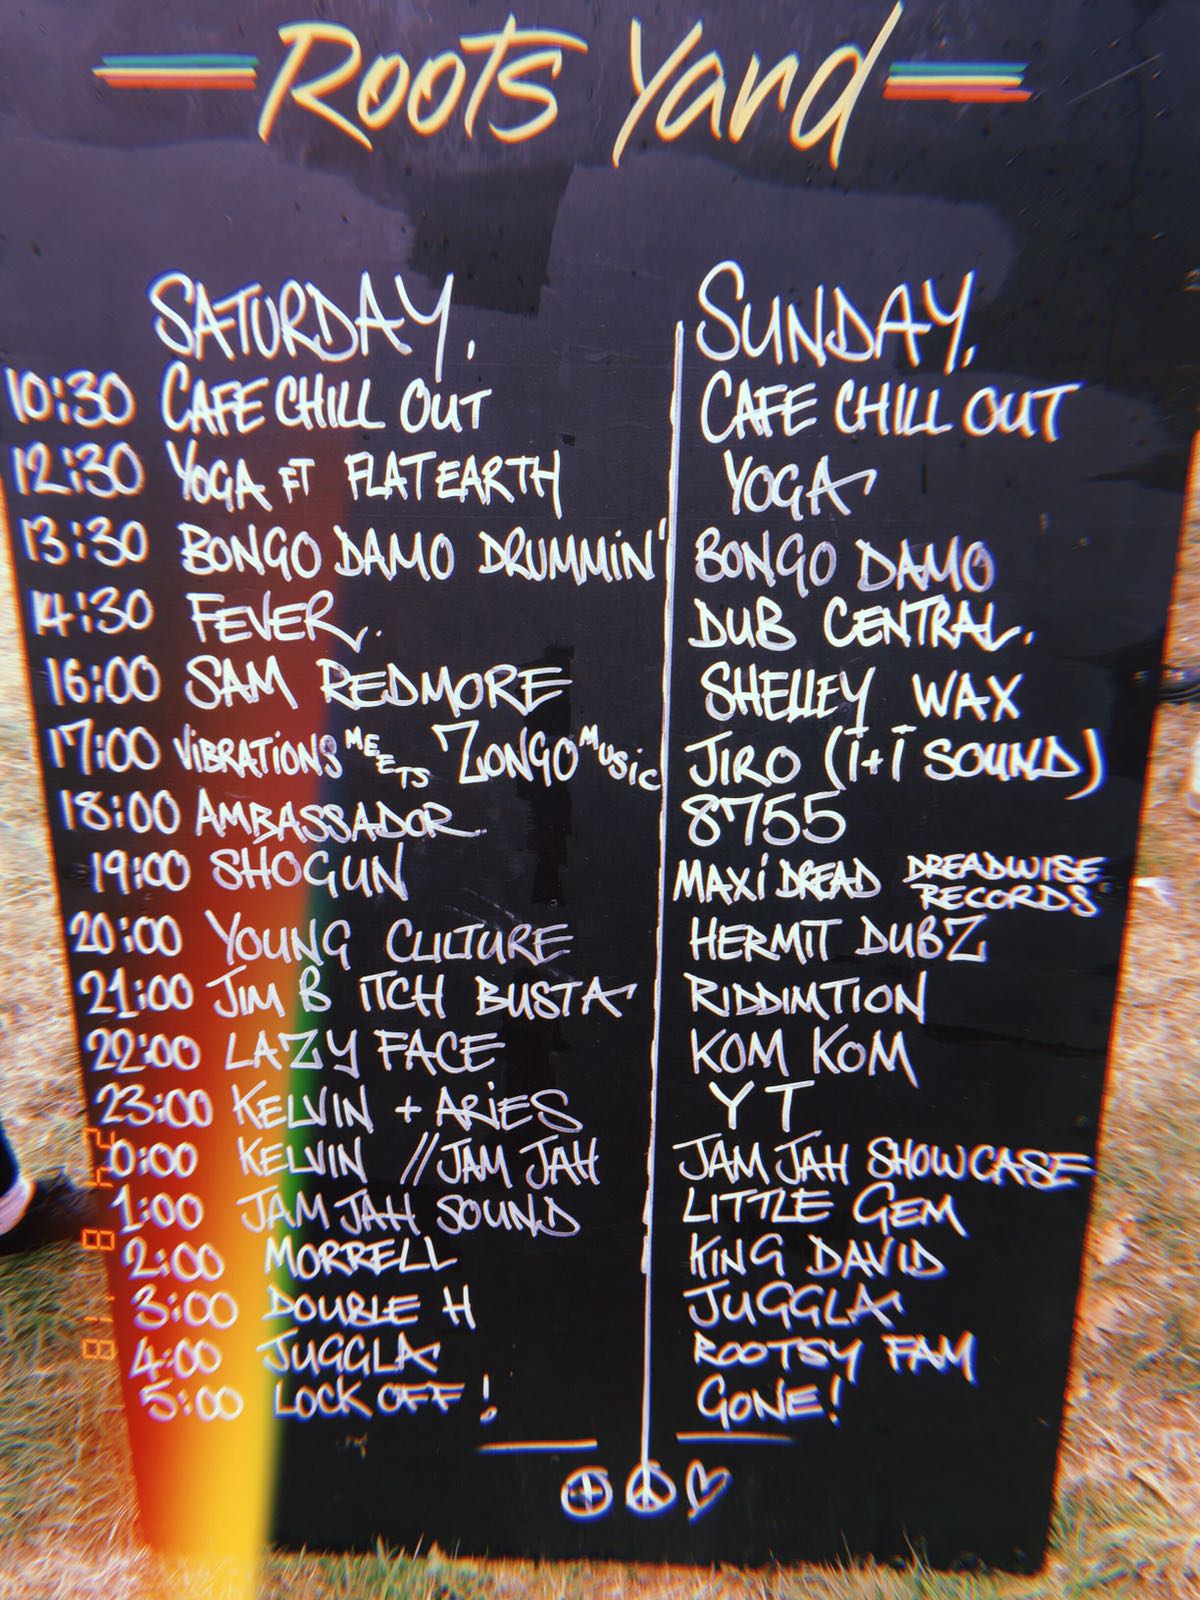 Roots Yard
SATURDAY. SUNDAY.
10:30 CAFE CHILL OUT CAFE CHILL OUT
12:30 YOGA FT FLAT EARTH YOGA
13:30 BONGO DAMO DRUMMIN' BONGO DAMO
14:30 FEVER. DUB CENTRAL.
16:00 SAM REDMORE SHELLEY WAX
17:00 VIBRATIONS MEETS ZONGO MUSIC JIRO (I+I SOUND)
18:00 AMBASSADOR 8755
19:00 SHOGUN MAXI DREAD DREADWISE RECORDS
20:00 YOUNG CULTURE HERMIT DUBZ
21:00 JIM B ITCH BUSTA RIDDIMTION
22:00 LAZY FACE KOM KOM
23:00 KELVIN + ARIES YT
0:00 KELVIN // JAM JAH JAM JAH SHOWCASE
1:00 JAM JAH SOUND LITTLE GEM
2:00 MORRELL KING DAVID
3:00 DOUBLE H JUGGLA
4:00 JUGGLA ROOTSY FAM
5:00 LOCK OFF! GONE!